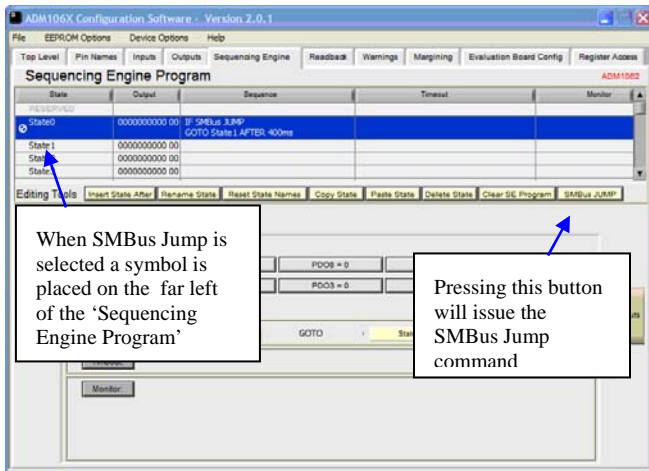 ADM106X Configuration Software - Version 2.0.1
File EEPROM Options Device Options Help
Top Level Pin Names Inputs Outputs Sequencing Engine Readback Warnings Margining Evaluation Board Config Register Access
Sequencing Engine Program ADM1062
State Output Sequence Timeout Monitor
RESERVED
State0 0000000000 00 IF SMBus JUMP
GOTO State1 AFTER 400ms
State1 0000000000 00
0000000000 00
0000000000 00
Editing Tools Insert State After Rename State Reset State Names Copy State Paste State Delete State Clear SE Program SMBus JUMP
When SMBus Jump is
selected a symbol is
placed on the far left
of the ‘Sequencing
Engine Program’
PDO8 = 0
PDO3 = 0
GOTO
Pressing this button
will issue the
SMBus Jump
command
Monitor: